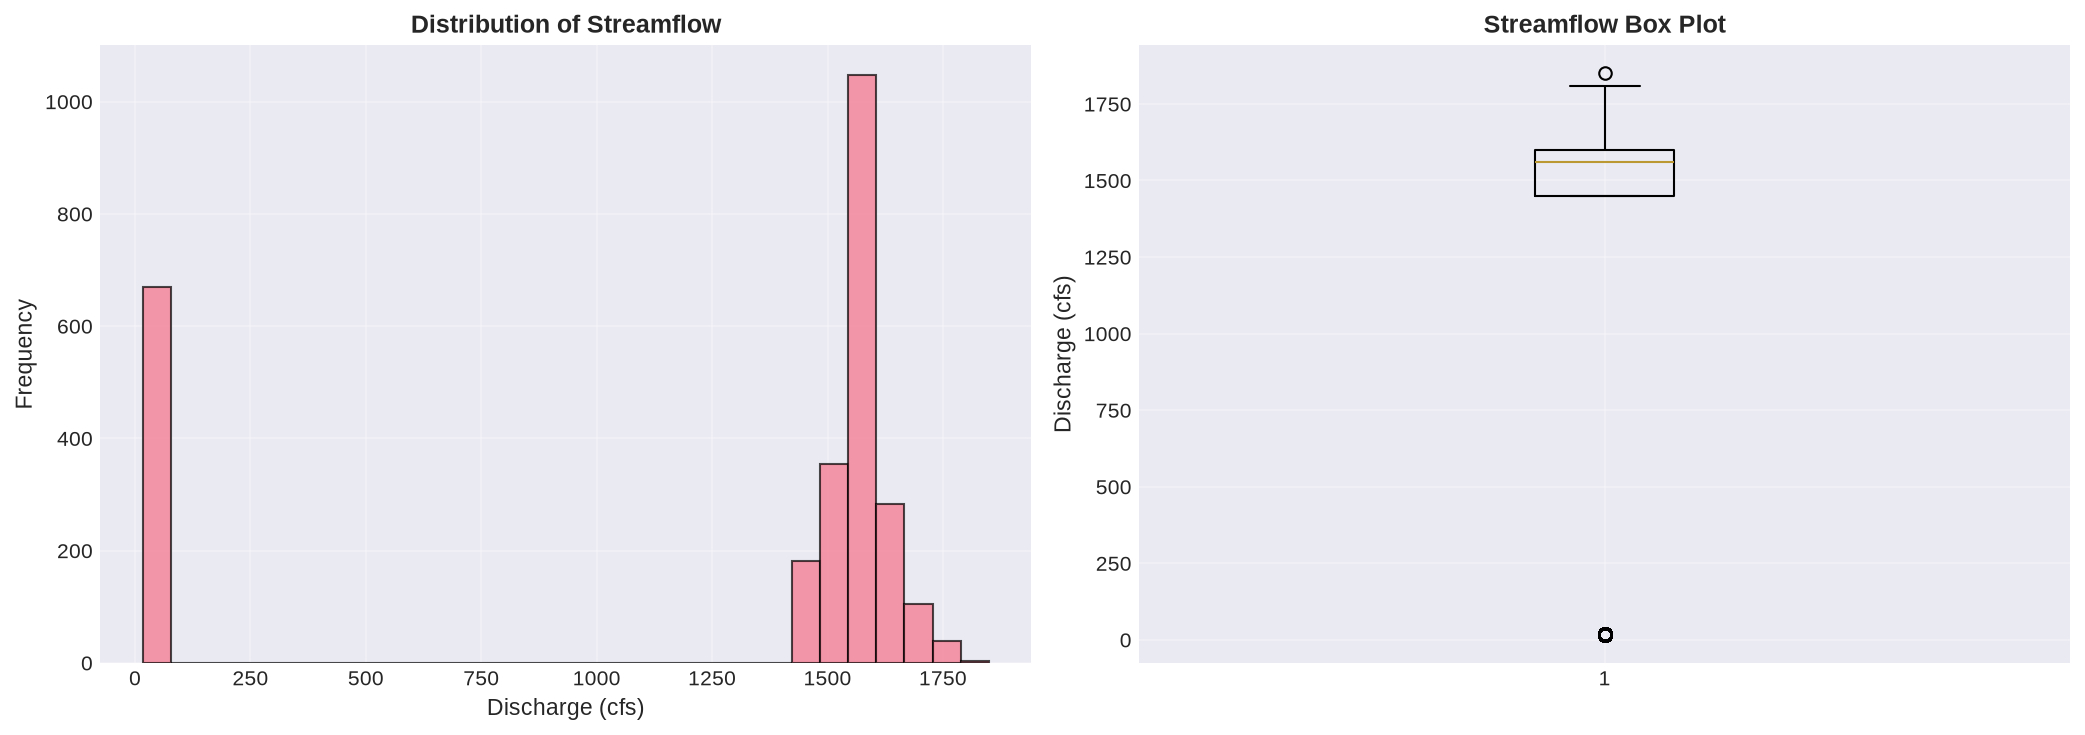 Distribution of Streamflow
Frequency
1000
800
600
400
200
0
0 250 500 750 1000 1250 1500 1750
Discharge (cfs)
Streamflow Box Plot
Discharge (cfs)
1750
1500
1250
1000
750
500
250
0
1